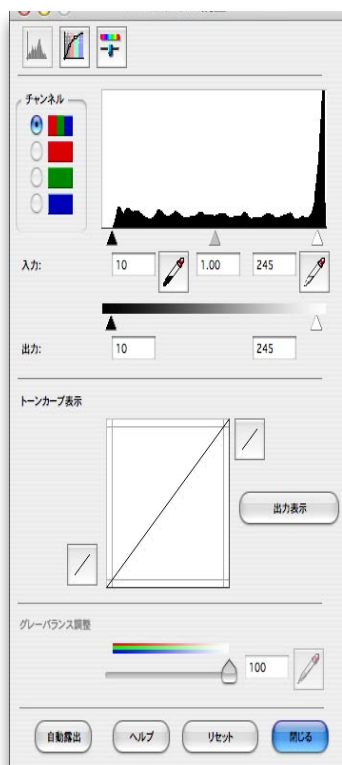 チャンネル
入力: 10 1.00 245
出力: 10 245
トーンカーブ表示
出力表示
グレーバランス調整
100
自動露出 ヘルプ リセット 閉じる